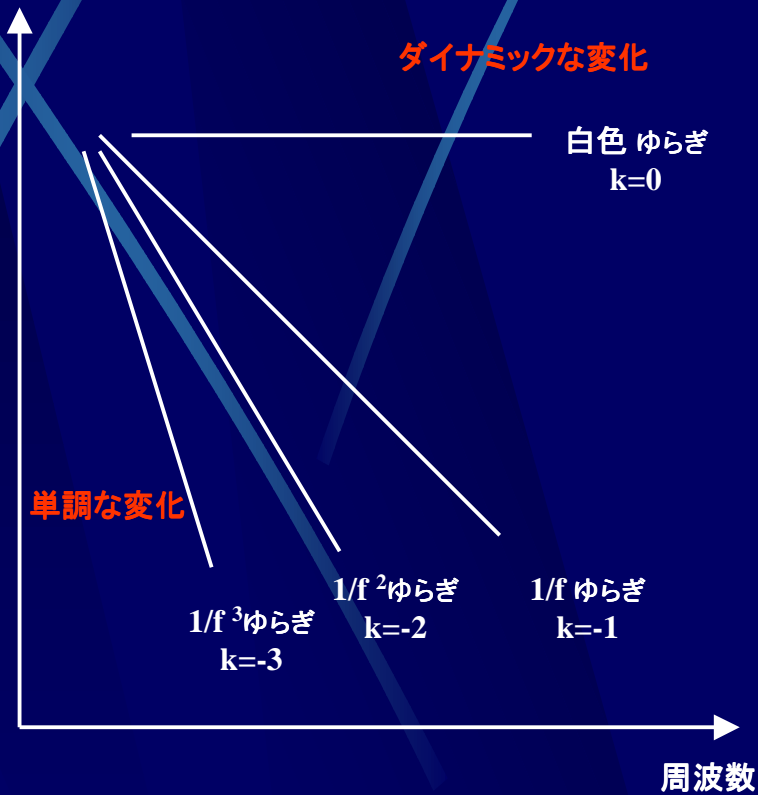 ダイナミックな変化
白色 ゆらぎ
k=0
単調な変化
1/f ³ゆらぎ
k=-3
1/f ²ゆらぎ
k=-2
1/f ゆらぎ
k=-1
周波数